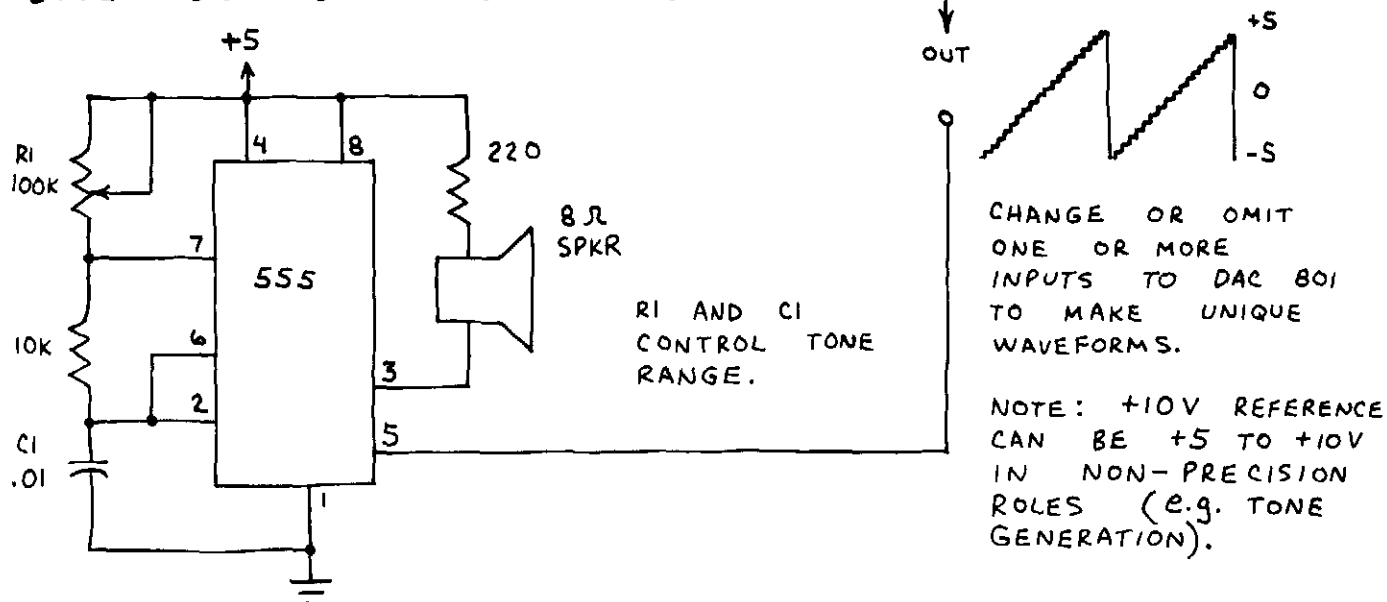 +5
OUT
+5
0
-5
R1
100K
4
8
220
8Ω
SPKR
7
555
10K
6
3
2
5
C1
.01
1
R1 AND C1
CONTROL TONE
RANGE.
CHANGE OR OMIT
ONE OR MORE
INPUTS TO DAC 801
TO MAKE UNIQUE
WAVEFORMS.
NOTE: +10V REFERENCE
CAN BE +5 TO +10V
IN NON-PRECISION
ROLES (e.g. TONE
GENERATION).